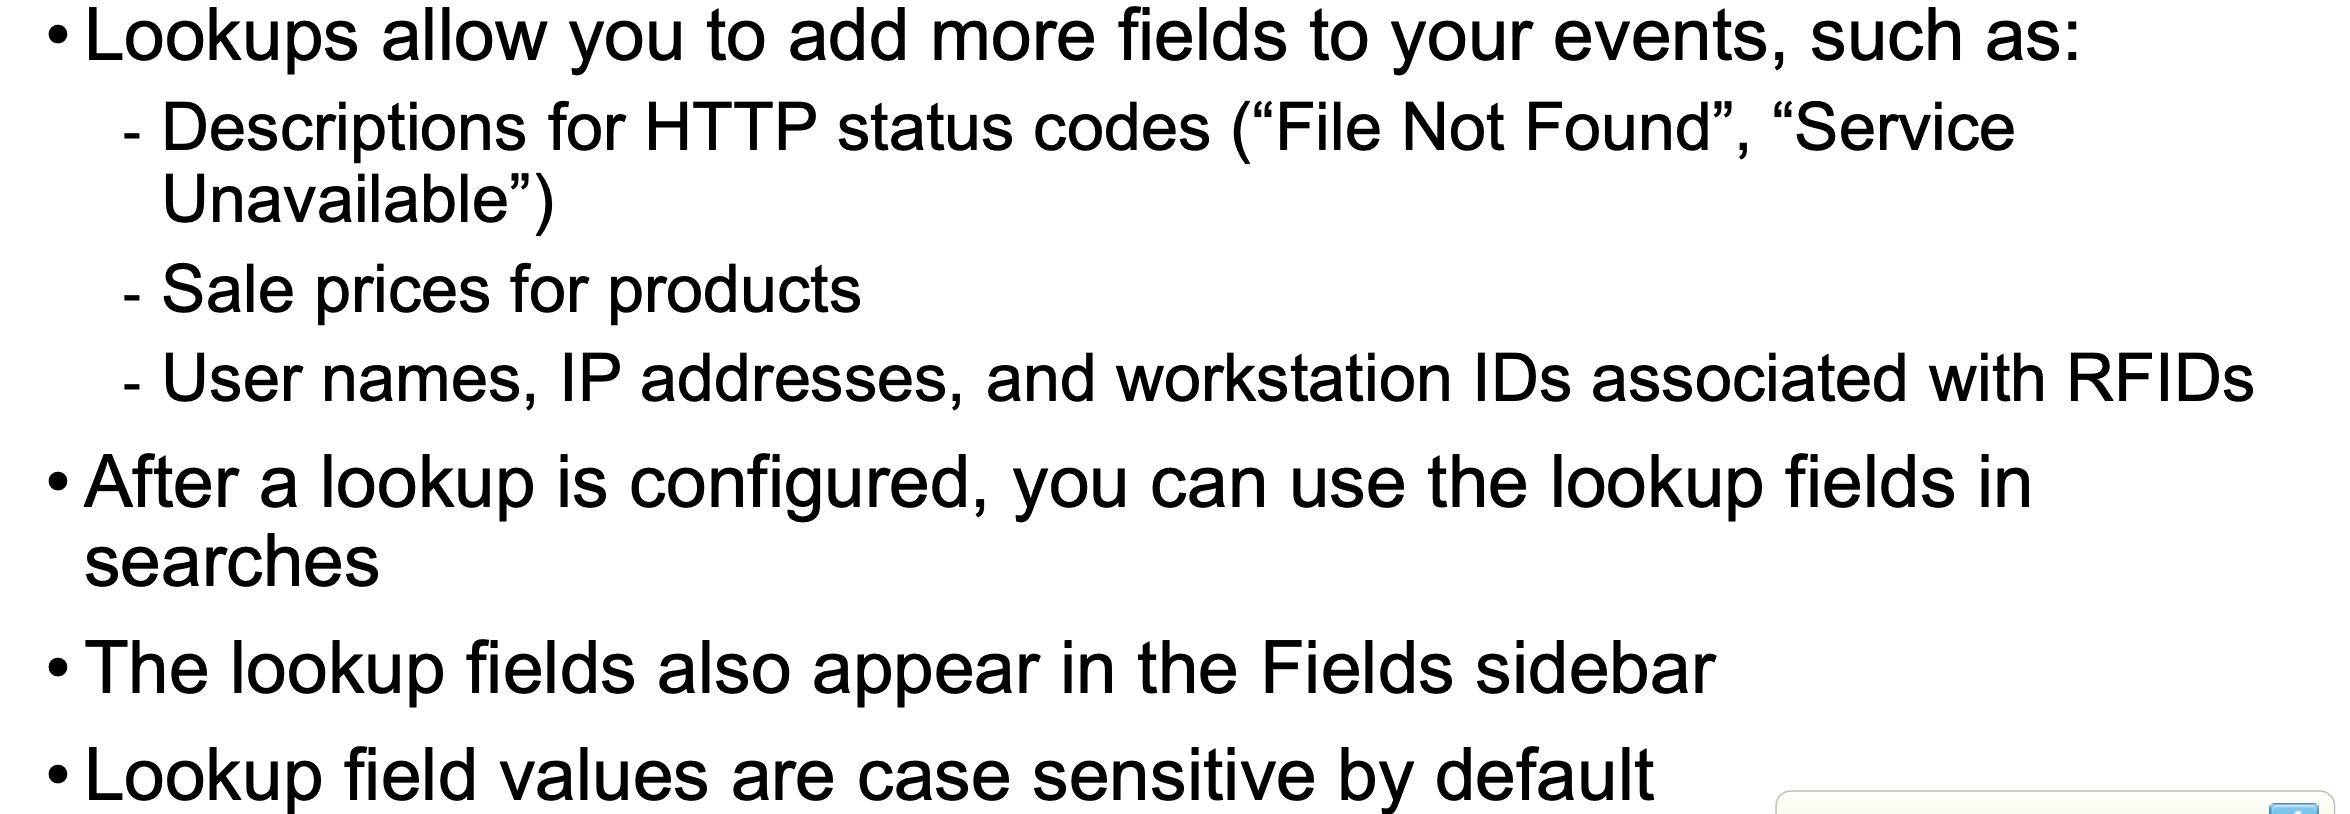 • Lookups allow you to add more fields to your events, such as:
- Descriptions for HTTP status codes (“File Not Found”, “Service
Unavailable”)
- Sale prices for products
- User names, IP addresses, and workstation IDs associated with RFIDs
• After a lookup is configured, you can use the lookup fields in
searches
• The lookup fields also appear in the Fields sidebar
• Lookup field values are case sensitive by default